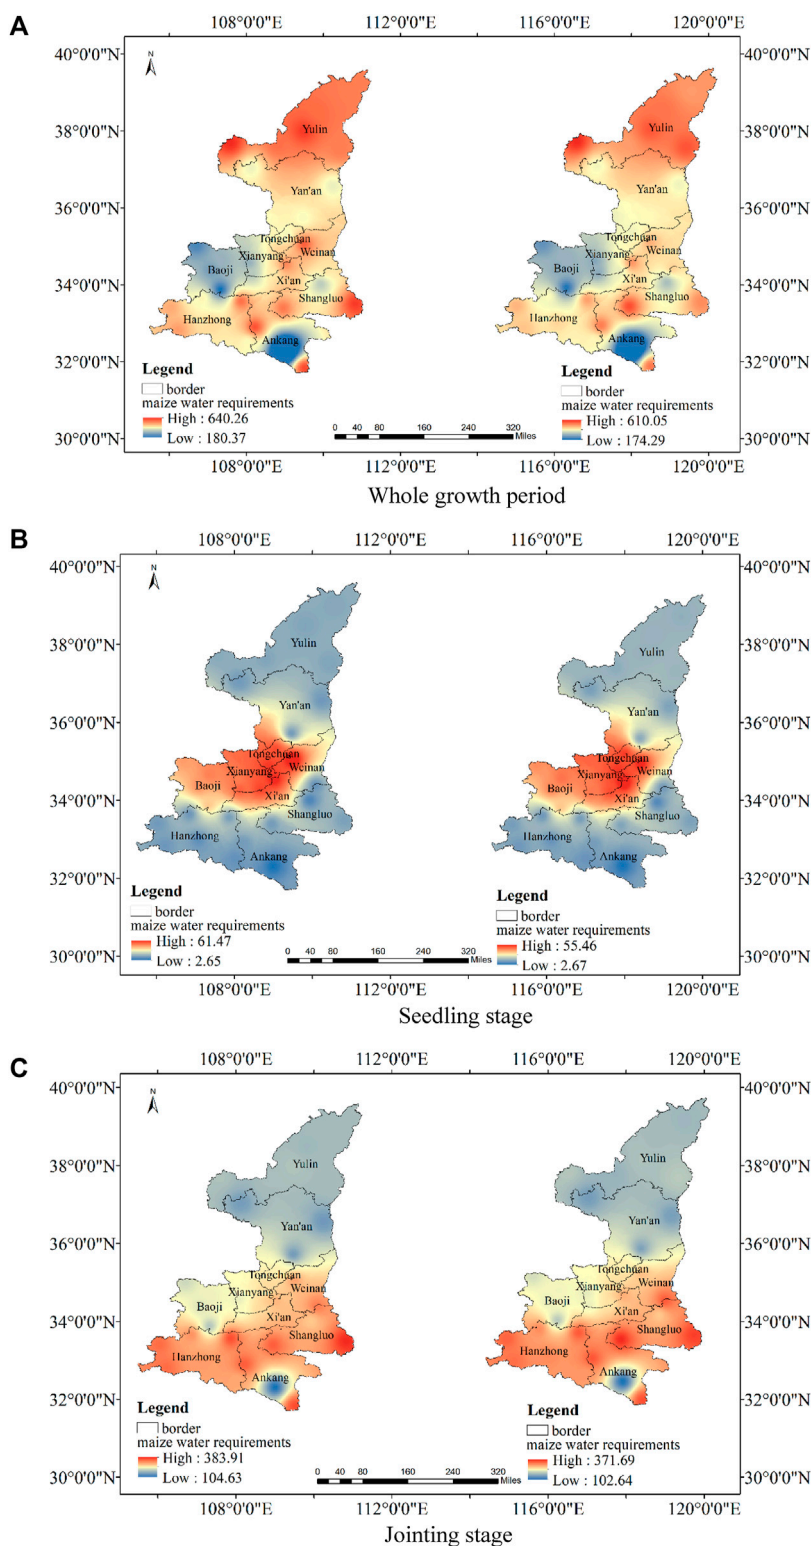 A
108°0'0"E 112°0'0"E 116°0'0"E 120°0'0"E
40°0'0"N 40°0'0"N
N
38°0'0"N 38°0'0"N
Yulin Yulin
36°0'0"N 36°0'0"N
Yan'an Yan'an
Tongchuan Tongchuan
Xianyang Weinan Xianyang Weinan
Baoji Baoji
Xi'an Xi'an
34°0'0"N 34°0'0"N
Shangluo Shangluo
Hanzhong Hanzhong
Ankang Ankang
32°0'0"N 32°0'0"N
Legend Legend
border border
maize water requirements maize water requirements
High : 640.26 High : 610.05
Low : 180.37 Low : 174.29
0 20 40 80 160 240 320
Miles
30°0'0"N 30°0'0"N
108°0'0"E 112°0'0"E 116°0'0"E 120°0'0"E
Whole growth period
B
108°0'0"E 112°0'0"E 116°0'0"E 120°0'0"E
40°0'0"N 40°0'0"N
N
38°0'0"N 38°0'0"N
Yulin Yulin
Yan'an Yan'an
36°0'0"N 36°0'0"N
Tongchuan Tongchuan
Xianyang Weinan Xianyang Weinan
Baoji Baoji
Xi'an Xi'an
34°0'0"N 34°0'0"N
Shangluo Shangluo
Hanzhong Hanzhong
Ankang Ankang
32°0'0"N 32°0'0"N
Legend Legend
border border
maize water requirements maize water requirements
High : 61.47 High : 55.46
Low : 2.65 Low : 2.67
0 20 40 80 160 240 320
Miles
30°0'0"N 30°0'0"N
108°0'0"E 112°0'0"E 116°0'0"E 120°0'0"E
Seedling stage
C
108°0'0"E 112°0'0"E 116°0'0"E 120°0'0"E
40°0'0"N 40°0'0"N
N
38°0'0"N 38°0'0"N
Yulin Yulin
Yan'an Yan'an
36°0'0"N 36°0'0"N
Tongchuan Tongchuan
Xianyang Weinan Xianyang Weinan
Baoji Baoji
Xi'an Xi'an
34°0'0"N 34°0'0"N
Shangluo Shangluo
Hanzhong Hanzhong
Ankang Ankang
32°0'0"N 32°0'0"N
Legend Legend
border border
maize water requirements maize water requirements
High : 383.91 High : 371.69
Low : 104.63 Low : 102.64
0 20 40 80 160 240 320
Miles
30°0'0"N 30°0'0"N
108°0'0"E 112°0'0"E 116°0'0"E 120°0'0"E
Jointing stage